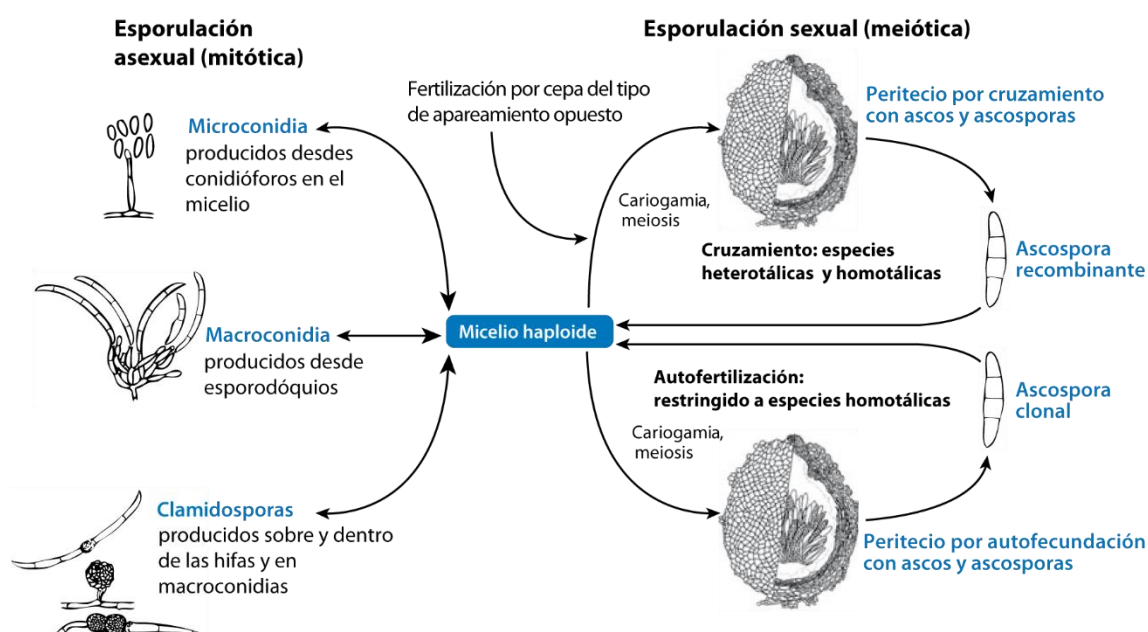 Esporulación
asexual (mitótica)
Microconidia
producidos desdes
conidióforos en el
micelio
Macroconidia
producidos desde
esporodóquios
Clamidosporas
producidos sobre y dentro
de las hifas y en
macroconidias
Esporulación sexual (meiótica)
Fertilización por cepa del tipo
de apareamiento opuesto
Peritecio por cruzamiento
con ascos y ascosporas
Cariogamia,
meiosis
Cruzamiento: especies
heterotálicas y homotálicas
Ascospora
recombinante
Micelio haploide
Autofertilización:
restringido a especies homotálicas
Ascospora
clonal
Cariogamia,
meiosis
Peritecio por autofecundación
con ascos y ascosporas